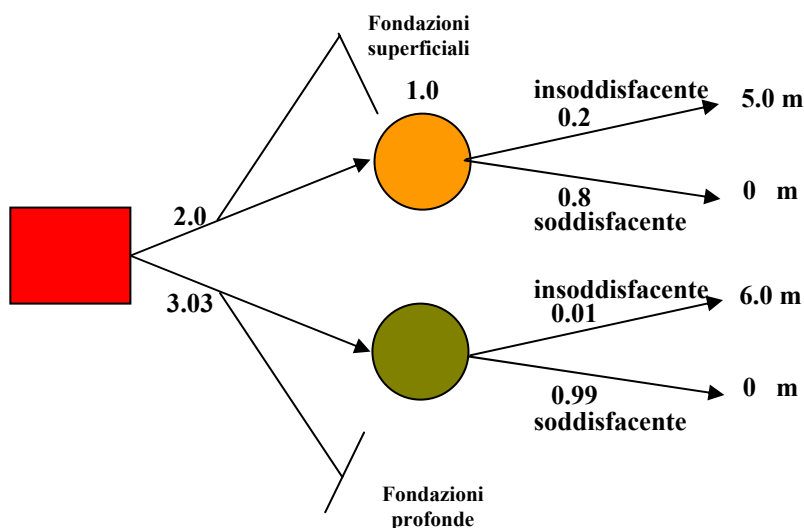 Fondazioni
superficiali
1.0
insoddisfacente
0.2
5.0 m
0.8
soddisfacente
0 m
2.0
3.03
insoddisfacente
0.01
6.0 m
0.99
soddisfacente
0 m
Fondazioni
profonde